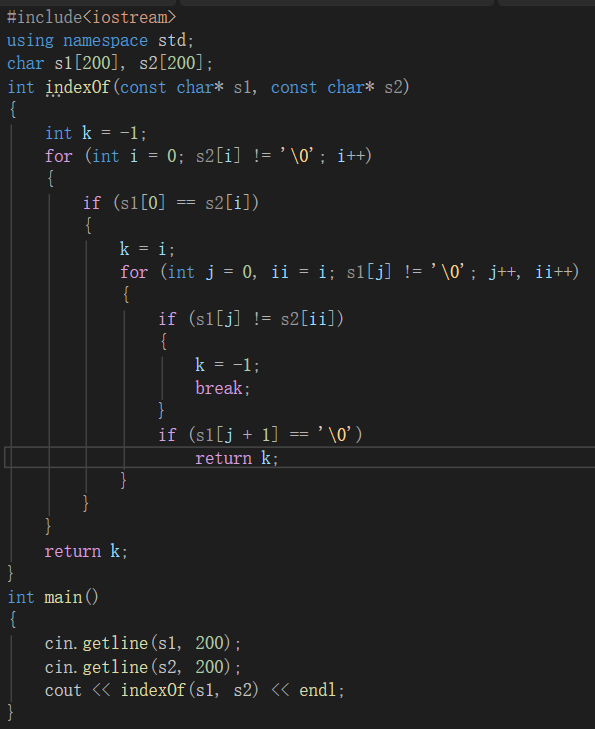 #include<iostream>
using namespace std;
char s1[200], s2[200];
int indexOf(const char* s1, const char* s2)
{
    int k = -1;
    for (int i = 0; s2[i] != '\0'; i++)
    {
        if (s1[0] == s2[i])
        {
            k = i;
            for (int j = 0, ii = i; s1[j] != '\0'; j++, ii++)
            {
                if (s1[j] != s2[ii])
                {
                    k = -1;
                    break;
                }
                if (s1[j + 1] == '\0')
                    return k;
            }
        }
    }
    return k;
}
int main()
{
    cin.getline(s1, 200);
    cin.getline(s2, 200);
    cout << indexOf(s1, s2) << endl;
}